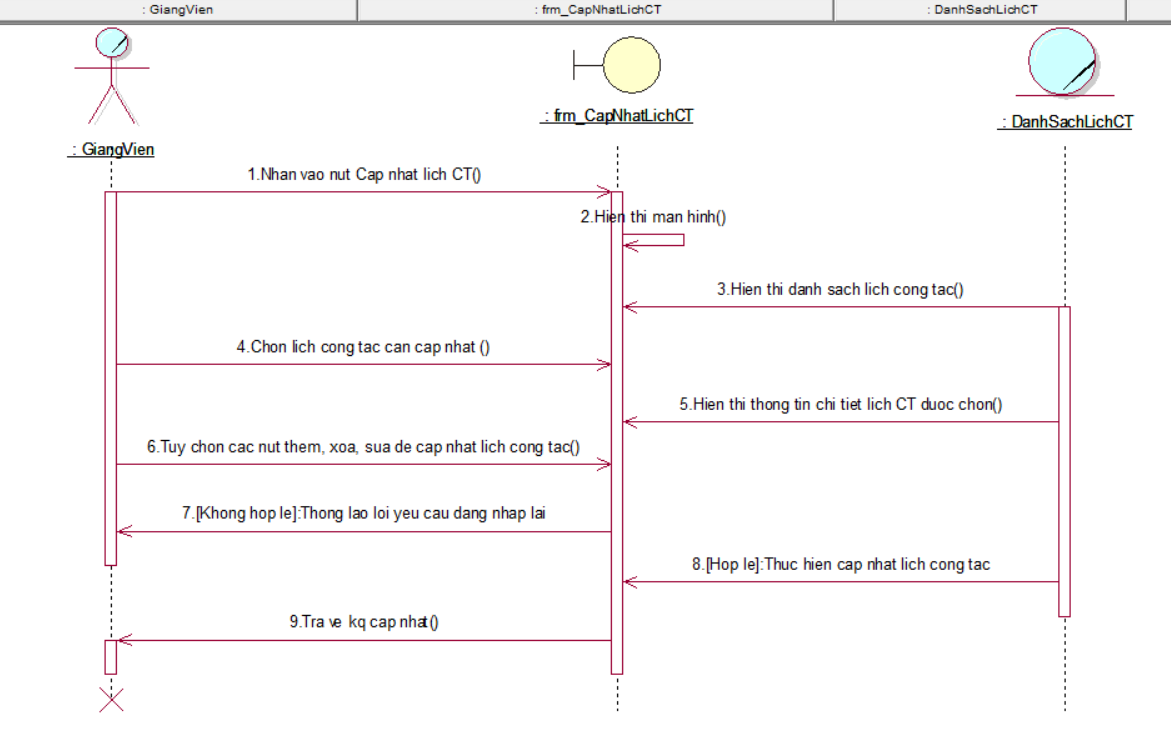 : GiangVien
: frm_CapNhatLichCT
: DanhSachLichCT
: GiangVien
: frm_CapNhatLichCT
: DanhSachLichCT
1.Nhan vao nut Cap nhat lich CT()
2.Hien thi man hinh()
3.Hien thi danh sach lich cong tac()
4.Chon lich cong tac can cap nhat ()
5.Hien thi thong tin chi tiet lich CT duoc chon()
6.Tuy chon cac nut them, xoa, sua de cap nhat lich cong tac()
7.[Khong hop le]:Thong lao loi yeu cau dang nhap lai
8.[Hop le]:Thuc hien cap nhat lich cong tac
9.Tra ve kq cap nhat()